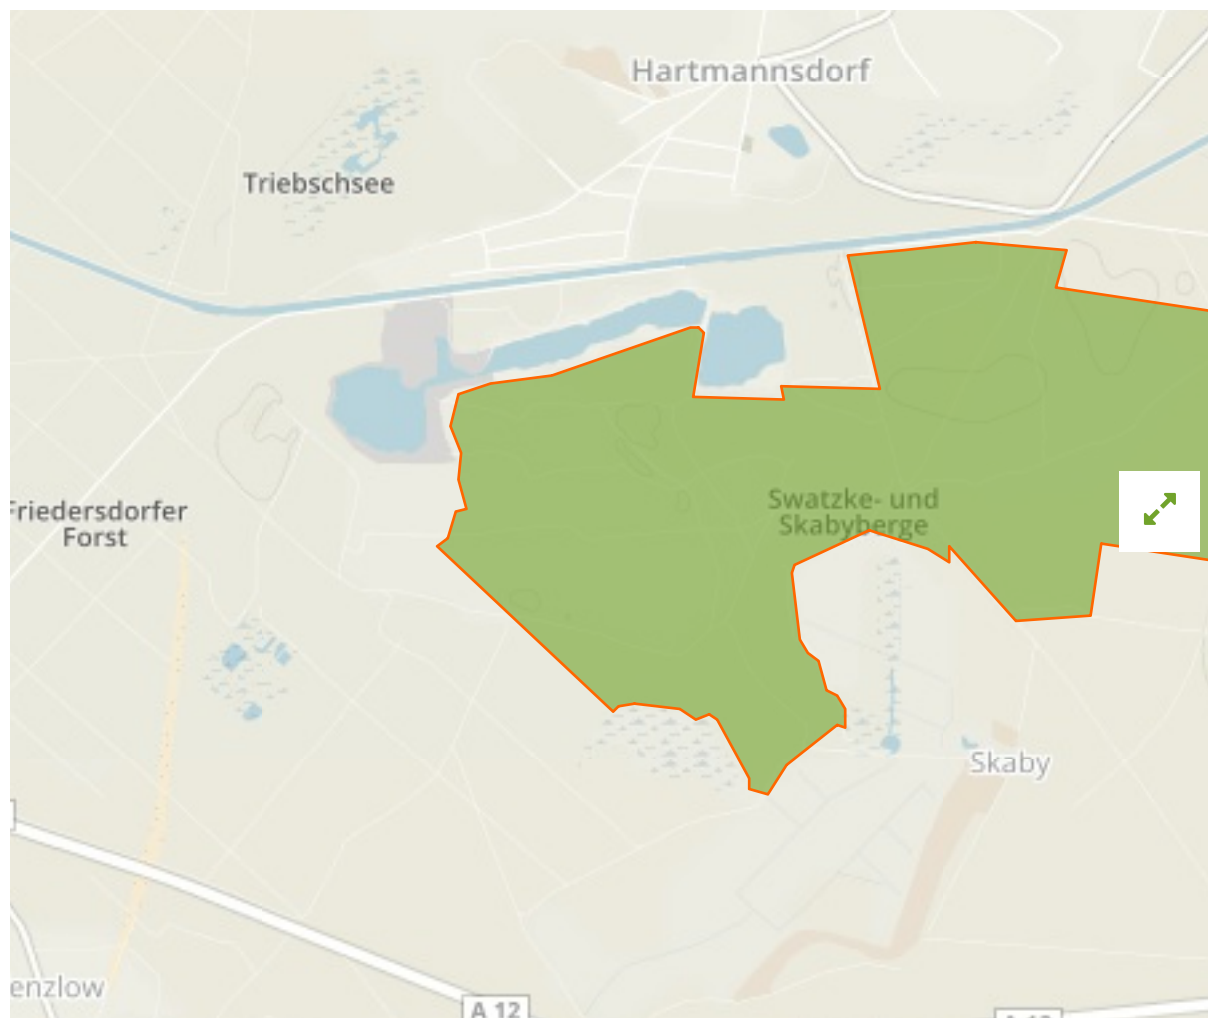 Hartmannsdorf
Triebschsee
Friedersdorfer
Forst
Swatzke- und
Skabyberge
Skaby
enzlow
A 12